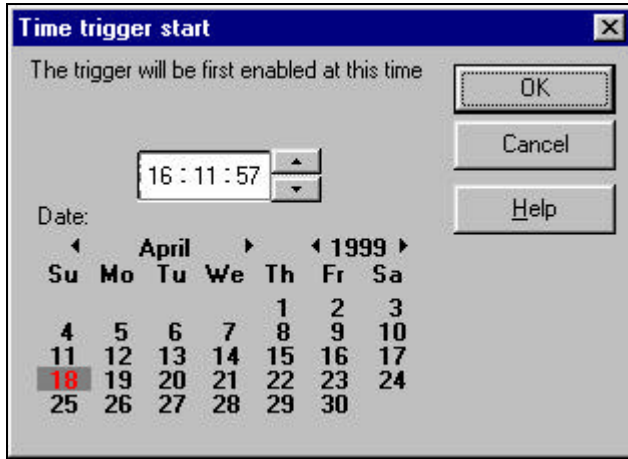 Time trigger start
The trigger will be first enabled at this time
OK
Cancel
16:11:57
Help
Date:
April 1999
Su Mo Tu We Th Fr Sa
1 2 3
4 5 6 7 8 9 10
11 12 13 14 15 16 17
18 19 20 21 22 23 24
25 26 27 28 29 30